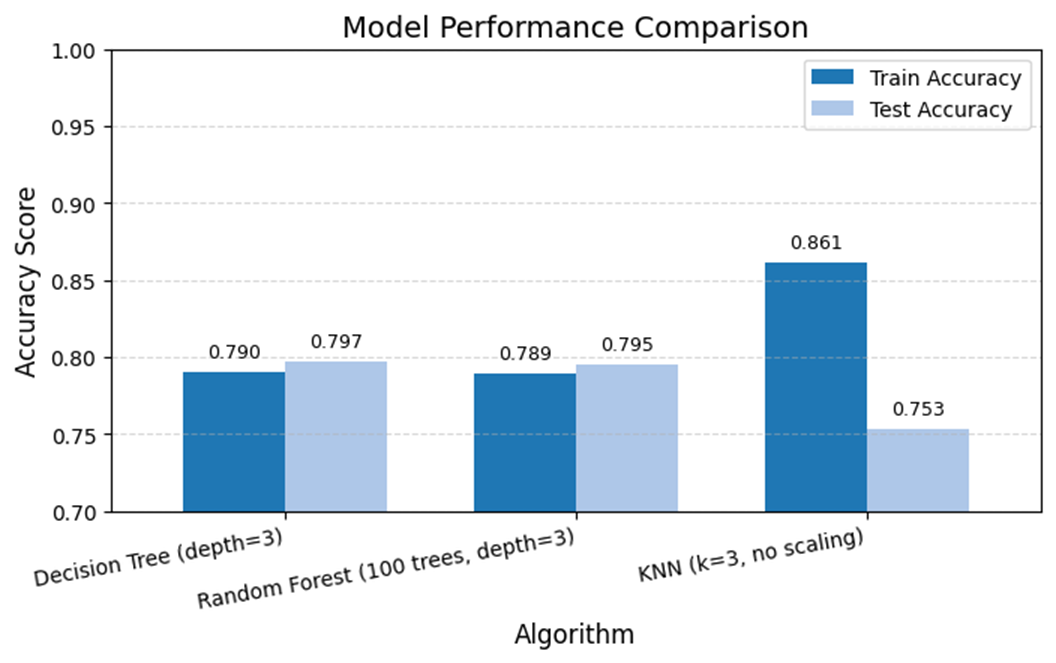 Model Performance Comparison
1.00
0.95
0.90
0.85
0.80
0.75
0.70
Accuracy Score
Train Accuracy
Test Accuracy
0.790
0.797
0.789
0.795
0.861
0.753
Decision Tree (depth=3)
Random Forest (100 trees, depth=3)
KNN (k=3, no scaling)
Algorithm